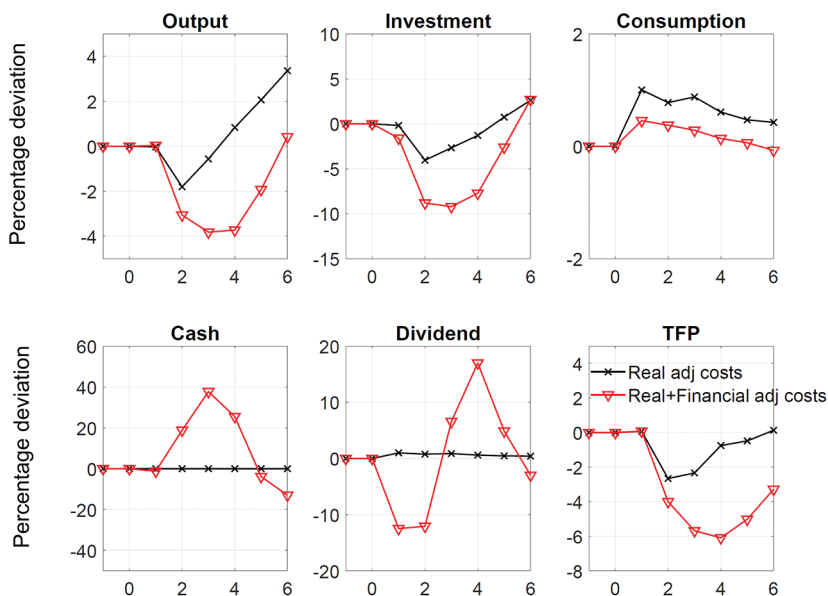 Output
Investment
Consumption
Percentage deviation
4
2
0
-2
-4
0 2 4 6
10
5
0
-5
-10
-15
0 2 4 6
2
0
-2
0 2 4 6
Cash
Dividend
TFP
Percentage deviation
60
40
20
0
-20
-40
0 2 4 6
20
10
0
-10
-20
0 2 4 6
4
2
0
-2
-4
-6
-8
0 2 4 6
Real adj costs
Real+Financial adj costs